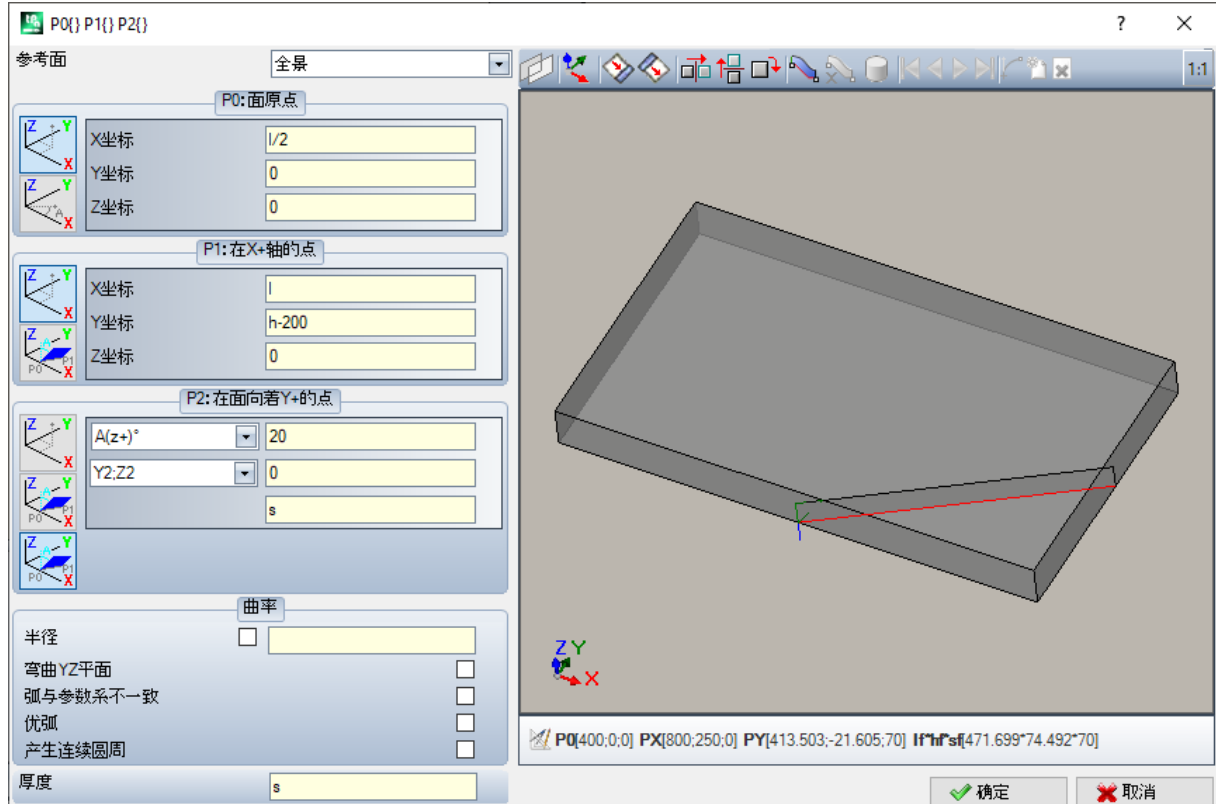 P0{} P1{} P2{}
?
参考面
全景
1:1
P0:面原点
X坐标
l/2
Y坐标
0
Z坐标
0
P1:在X+轴的点
X坐标
l
Y坐标
h-200
Z坐标
0
P2:在面向着Y+的点
A(z+)°
20
Y2;Z2
0
s
曲率
半径
弯曲YZ平面
弧与参数系不一致
优弧
产生连续圆周
厚度
s
Z Y
X
P0[400;0;0] PX[800;250;0] PY[413.503;-21.605;70] lf*hf*sf[471.699*74.492*70]
确定
取消